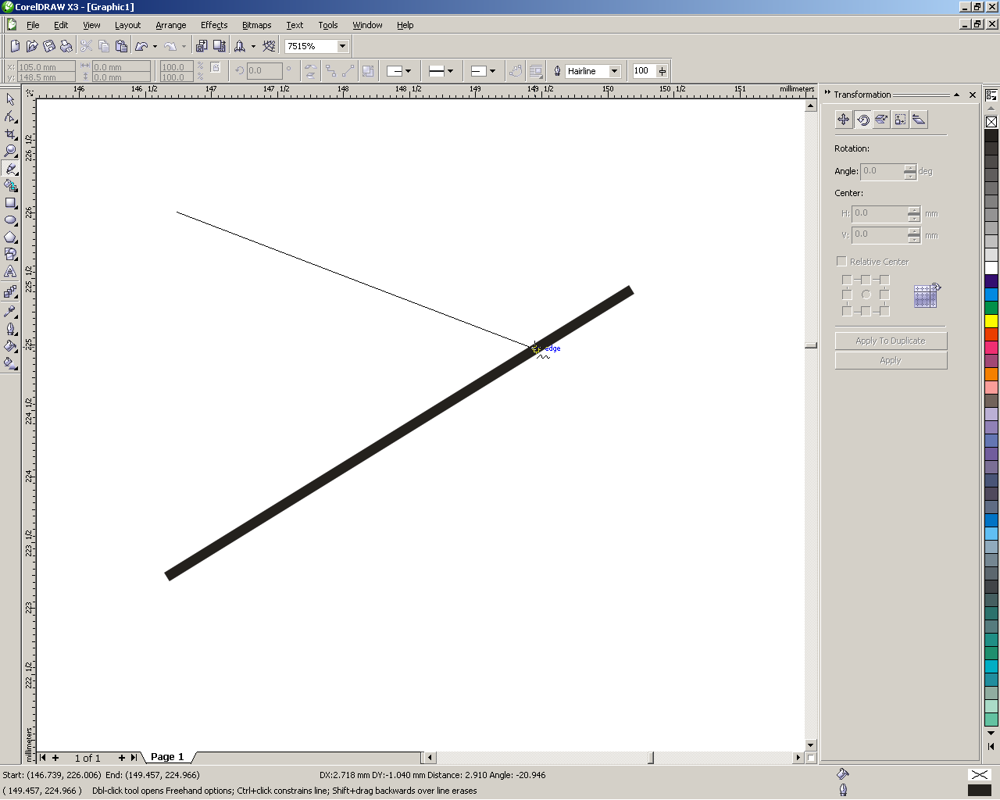 CorelDRAW X3 - [Graphic1]
File Edit View Layout Arrange Effects Bitmaps Text Tools Window Help
7515%
x: 105.0 mm 0.0 mm 100.0 % 0.0 ° Hairline 100
y: 148.5 mm 0.0 mm 100.0 %
146 146 1/2 147 147 1/2 148 148 1/2 149 149 1/2 150 150 1/2 151 millimeters
226 1/2
226
225 1/2
225
224 1/2
224
223 1/2
223
222 1/2
millimeters
edge
Transformation
Rotation:
Angle: 0.0 deg
Center:
H: 0.0 mm
V: 0.0 mm
Relative Center
Apply To Duplicate
Apply
1 of 1 Page 1
Start: (146.739, 226.006) End: (149.457, 224.966) DX:2.718 mm DY:-1.040 mm Distance: 2.910 Angle: -20.946
( 149.457, 224.966 ) Dbl-click tool opens Freehand options; Ctrl+click constrains line; Shift+drag backwards over line erases